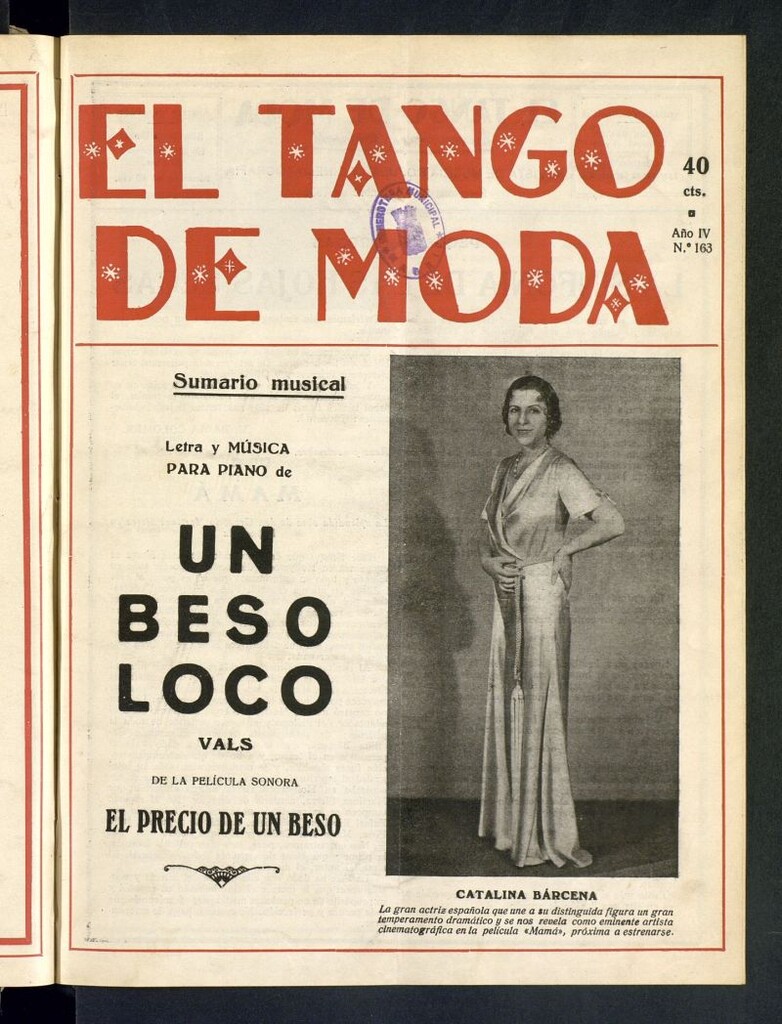 EL TANGO
DE MODA
40
cts.
Año IV
N.º 163
Sumario musical
Letra y MÚSICA
PARA PIANO de
UN
BESO
LOCO
VALS
DE LA PELÍCULA SONORA
EL PRECIO DE UN BESO
CATALINA BÁRCENA
La gran actriz española que une a su distinguida figura un gran
temperamento dramático y se nos revela como eminente artista
cinematográfica en la película «Mamá», próxima a estrenarse.
MUNICIPAL